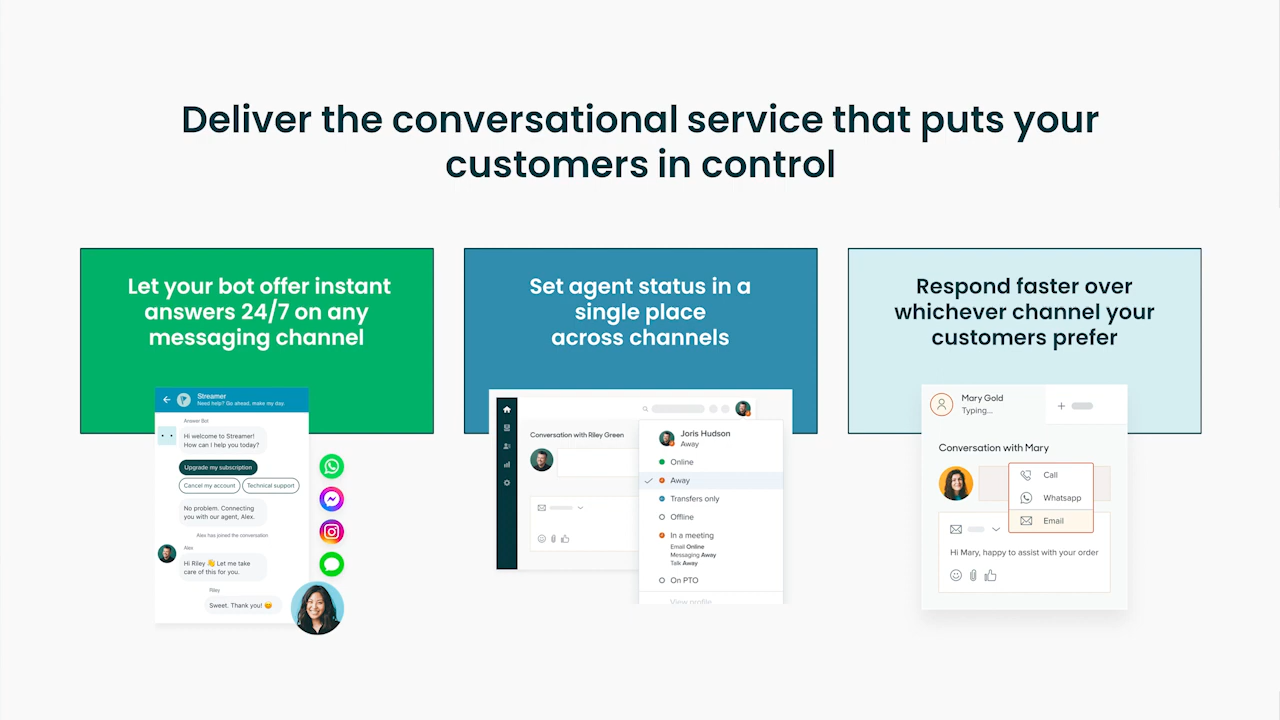 Deliver the conversational service that puts your
customers in control
Let your bot offer instant
answers 24/7 on any
messaging channel
Streamer
Need help? Go ahead, make my day.
Answer Bot
Hi welcome to Streamer!
How can I help you today?
Upgrade my subscription
Cancel my account
Technical support
No problem. Connecting
you with our agent, Alex.
Alex has joined the conversation
Alex
Hi Riley 👋 Let me take
care of this for you.
Riley
Sweet. Thank you! 😊
Set agent status in a
single place
across channels
Conversation with Riley Green
Joris Hudson
Away
Online
Away
Transfers only
Offline
In a meeting
Email Online
Messaging Away
Talk Away
On PTO
View profile
Respond faster over
whichever channel your
customers prefer
Mary Gold
Typing...
Conversation with Mary
Call
Whatsapp
Email
Hi Mary, happy to assist with your order